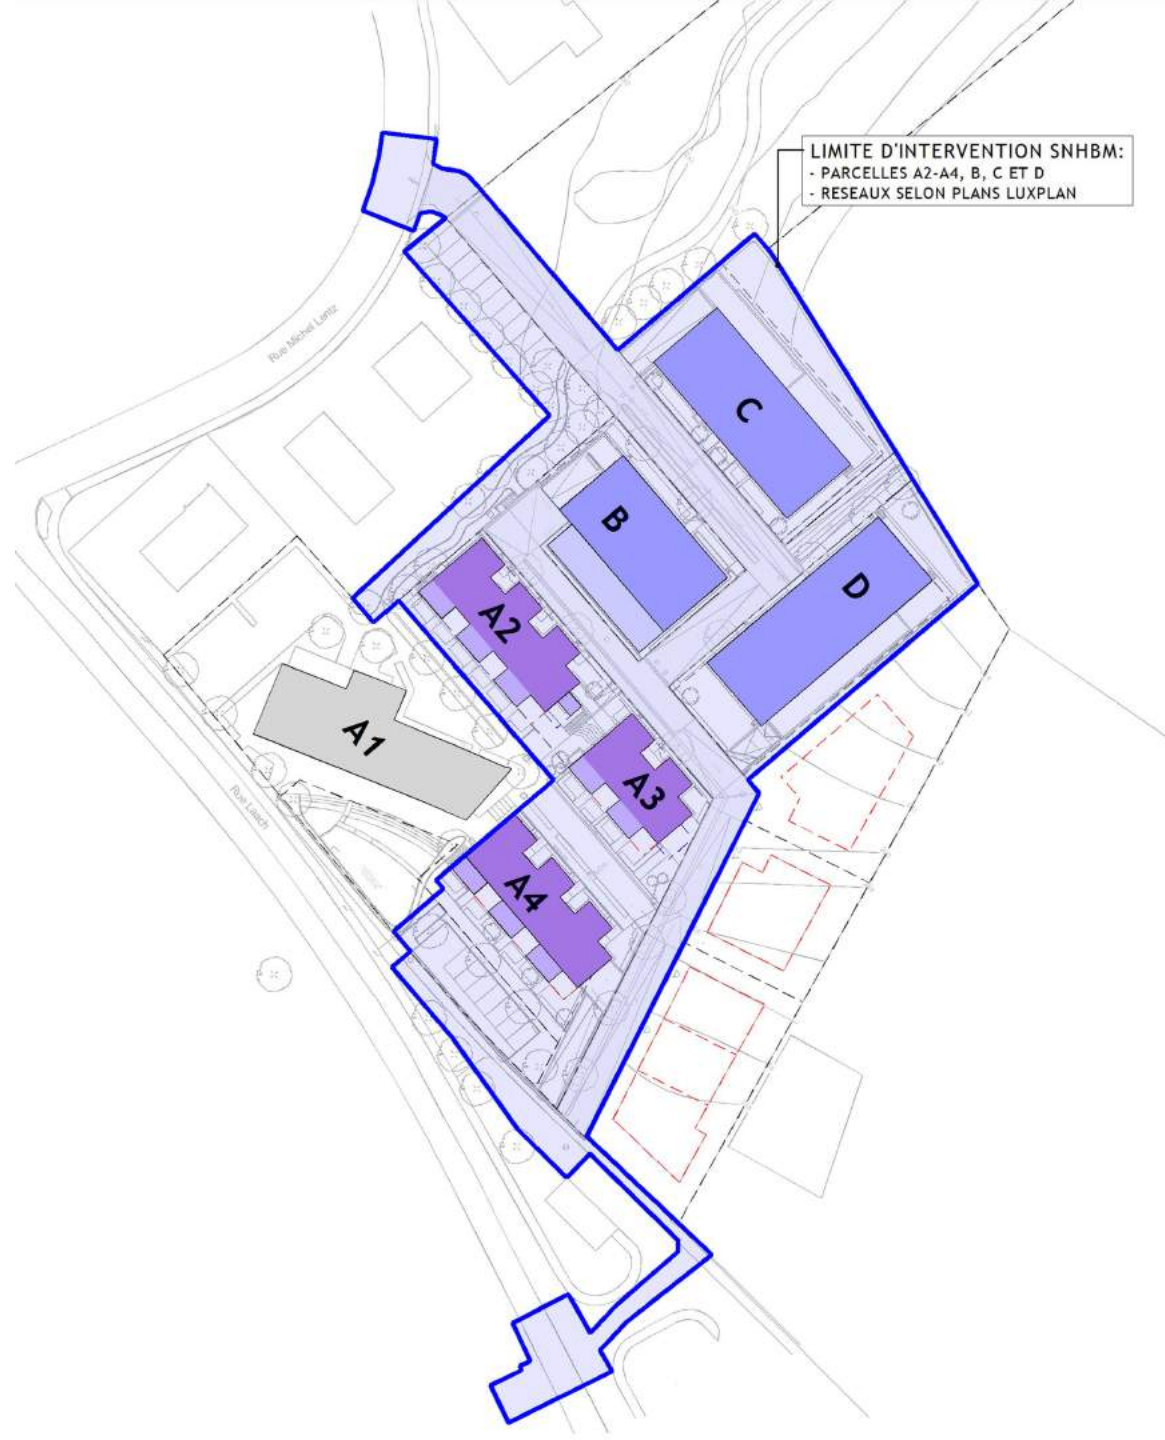 LIMITE D'INTERVENTION SNHBM:
- PARCELLES A2-A4, B, C ET D
- RESEAUX SELON PLANS LUXPLAN
Rue Michel Lentz
C
B
D
A2
A1
A3
Rue Laach
A4